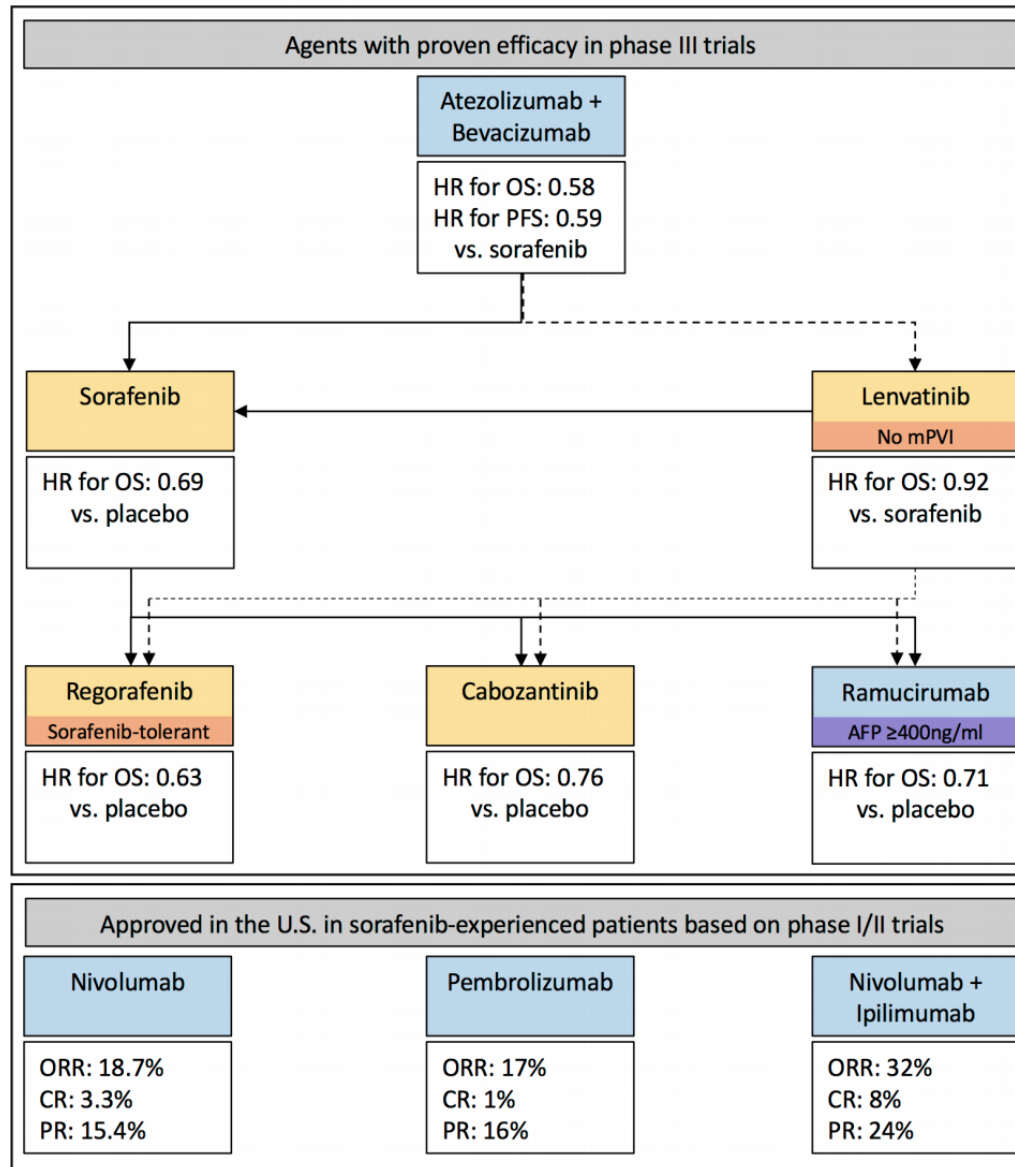 Agents with proven efficacy in phase III trials
Atezolizumab +
Bevacizumab
HR for OS: 0.58
HR for PFS: 0.59
vs. sorafenib
Sorafenib
HR for OS: 0.69
vs. placebo
Lenvatinib
No mPVI
HR for OS: 0.92
vs. sorafenib
Regorafenib
Sorafenib-tolerant
HR for OS: 0.63
vs. placebo
Cabozantinib
HR for OS: 0.76
vs. placebo
Ramucirumab
AFP ≥400ng/ml
HR for OS: 0.71
vs. placebo
Approved in the U.S. in sorafenib-experienced patients based on phase I/II trials
Nivolumab
ORR: 18.7%
CR: 3.3%
PR: 15.4%
Pembrolizumab
ORR: 17%
CR: 1%
PR: 16%
Nivolumab +
Ipilimumab
ORR: 32%
CR: 8%
PR: 24%